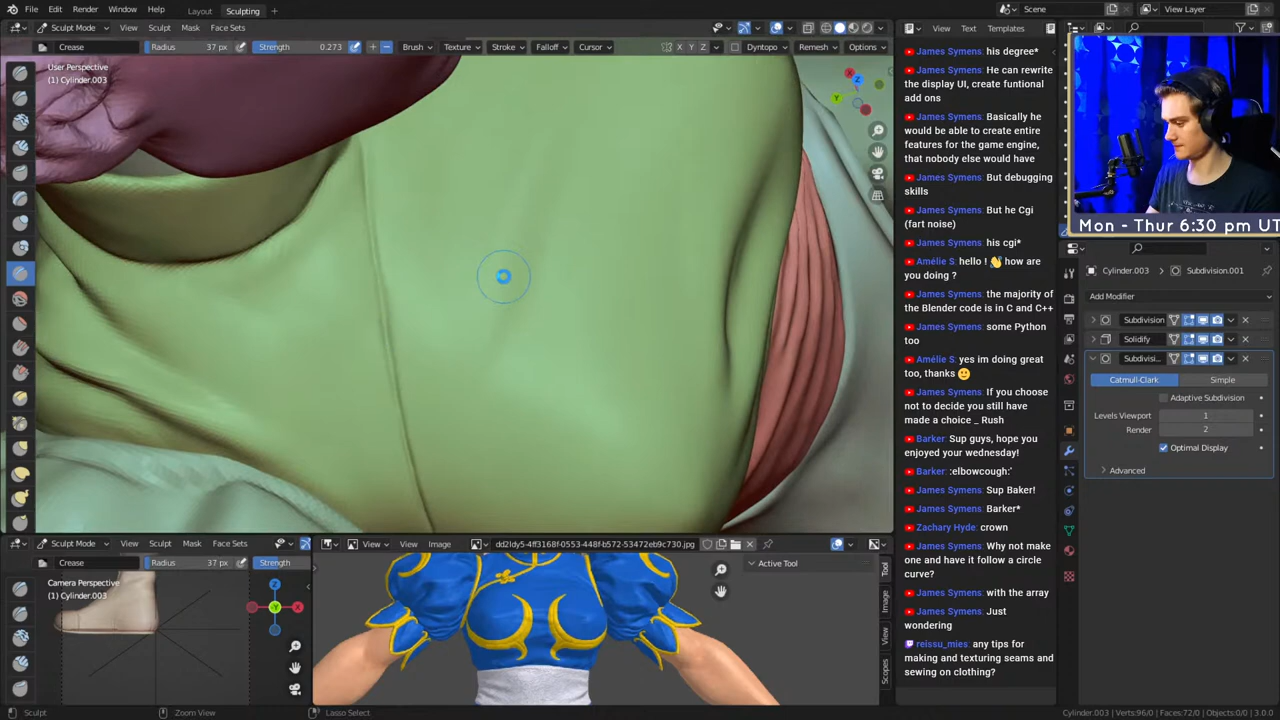 File Edit Render Window Help Layout Sculpting + Scene View Layer
Sculpt Mode View Sculpt Mask Face Sets View Text Templates
Crease Radius 37 px Strength 0.273 + − Brush Texture Stroke Falloff Cursor X Y Z Dyntopo Remesh Options
User Perspective
(1) Cylinder.003
James Symens: his degree*
James Symens: He can rewrite
the display UI, create funtional
add ons
James Symens: Basically he
would be able to create entire
features for the game engine,
that nobody else would have
James Symens: But debugging
skills
James Symens: But he Cgi
(fart noise)
James Symens: his cgi*
Amélie S: hello ! 👋 how are
you doing ?
James Symens: the majority of
the Blender code is in C and C++
James Symens: some Python
too
Amélie S: yes im doing great
too, thanks 🙂
James Symens: If you choose
not to decide you still have
made a choice _ Rush
Barker: Sup guys, hope you
enjoyed your wednesday!
Barker: :elbowcough:
James Symens: Sup Baker!
James Symens: Barker*
Zachary Hyde: crown
James Symens: Why not make
one and have it follow a circle
curve?
James Symens: with the array
James Symens: Just
wondering
reissu_mies: any tips for
making and texturing seams and
sewing on clothing?
Mon - Thur 6:30 pm UT
Cylinder.003 Subdivision.001
Add Modifier
Subdivision
Solidify
Subdivisi...
Catmull-Clark Simple
Adaptive Subdivision
Levels Viewport 1
Render 2
Optimal Display
Advanced
Sculpt Mode View Sculpt Mask Face Sets
Crease Radius 37 px Strength
Camera Perspective
(1) Cylinder.003
View View Image dd2ldy5-4ff3168f-0553-448f-b572-53472eb9c730.jpg
Active Tool
Tool
Image
View
Scopes
Sculpt Zoom View Lasso Select Cylinder.003 | Verts:96/0 | Faces:72/0 | Objects:0/0 | 3.0.0